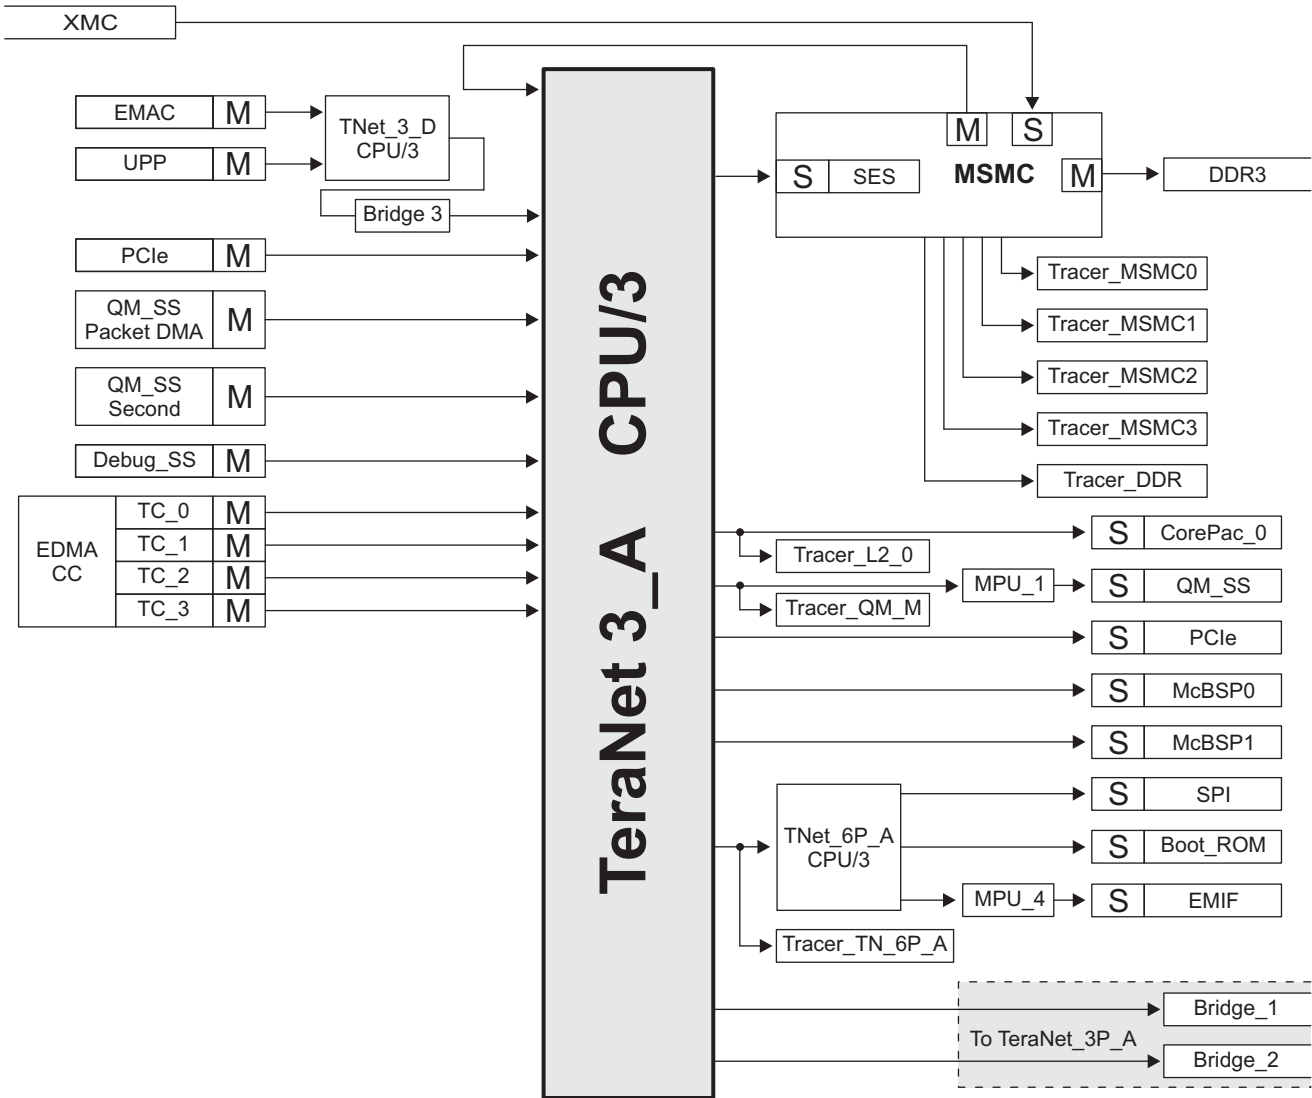 XMC
EMAC M
UPP M
TNet_3_D
CPU/3
Bridge 3
PCIe M
QM_SS
Packet DMA M
QM_SS
Second M
Debug_SS M
EDMA
CC
TC_0 M
TC_1 M
TC_2 M
TC_3 M
TeraNet 3_A CPU/3
M S
S SES MSMC M
DDR3
Tracer_MSMC0
Tracer_MSMC1
Tracer_MSMC2
Tracer_MSMC3
Tracer_DDR
S CorePac_0
Tracer_L2_0
MPU_1 S QM_SS
Tracer_QM_M
S PCIe
S McBSP0
S McBSP1
S SPI
TNet_6P_A
CPU/3
S Boot_ROM
MPU_4 S EMIF
Tracer_TN_6P_A
Bridge_1
To TeraNet_3P_A
Bridge_2